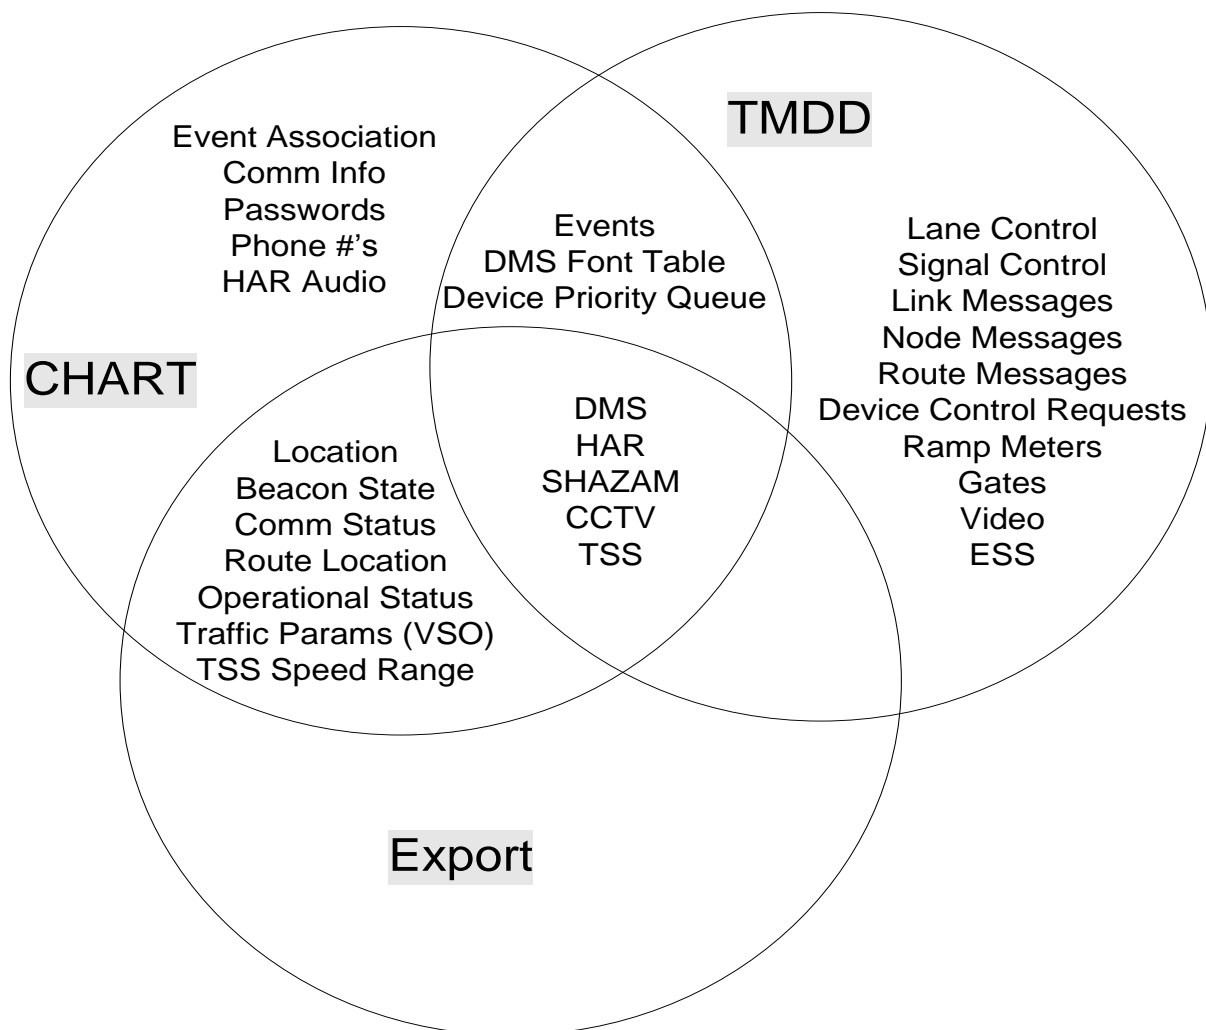 TMDD
Event Association
Comm Info
Passwords
Phone #'s
HAR Audio
Events
DMS Font Table
Device Priority Queue
Lane Control
Signal Control
Link Messages
Node Messages
Route Messages
Device Control Requests
Ramp Meters
Gates
Video
ESS
CHART
DMS
HAR
SHAZAM
CCTV
TSS
Location
Beacon State
Comm Status
Route Location
Operational Status
Traffic Params (VSO)
TSS Speed Range
Export